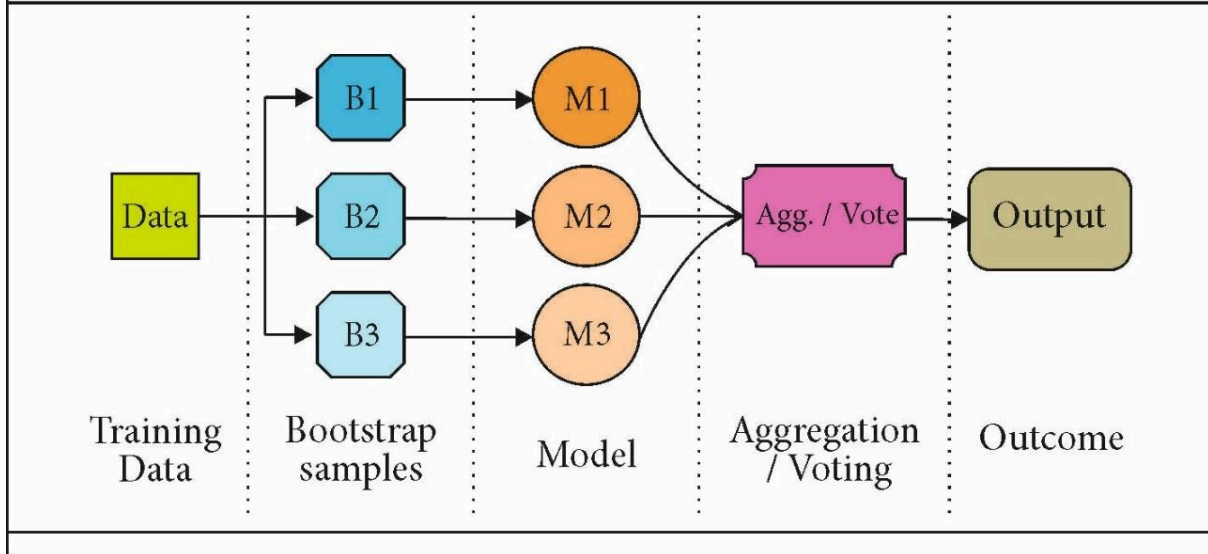 B1
M1
Data
B2
M2
Agg. / Vote
Output
B3
M3
Training
Data
Bootstrap
samples
Model
Aggregation
/ Voting
Outcome